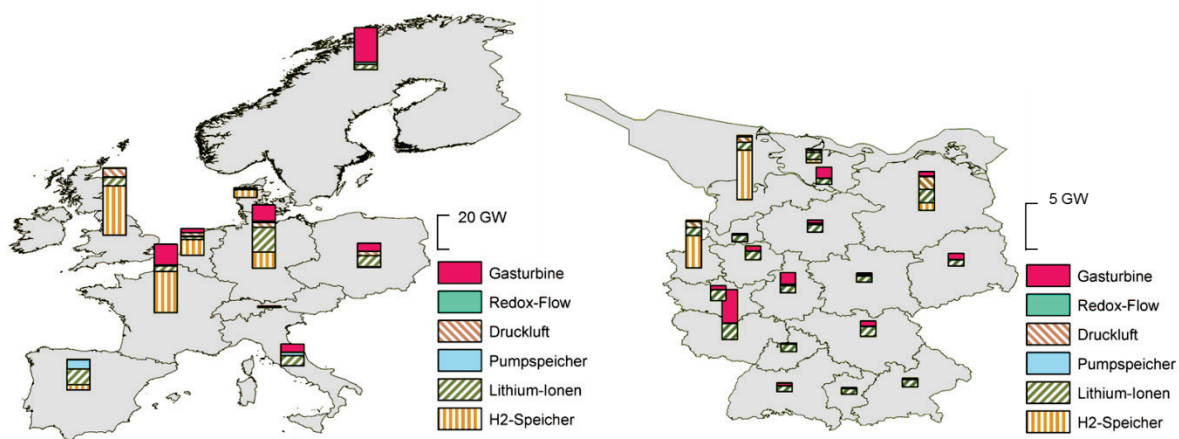 20 GW
Gasturbine
Redox-Flow
Druckluft
Pumpspeicher
Lithium-Ionen
H2-Speicher
5 GW
Gasturbine
Redox-Flow
Druckluft
Pumpspeicher
Lithium-Ionen
H2-Speicher